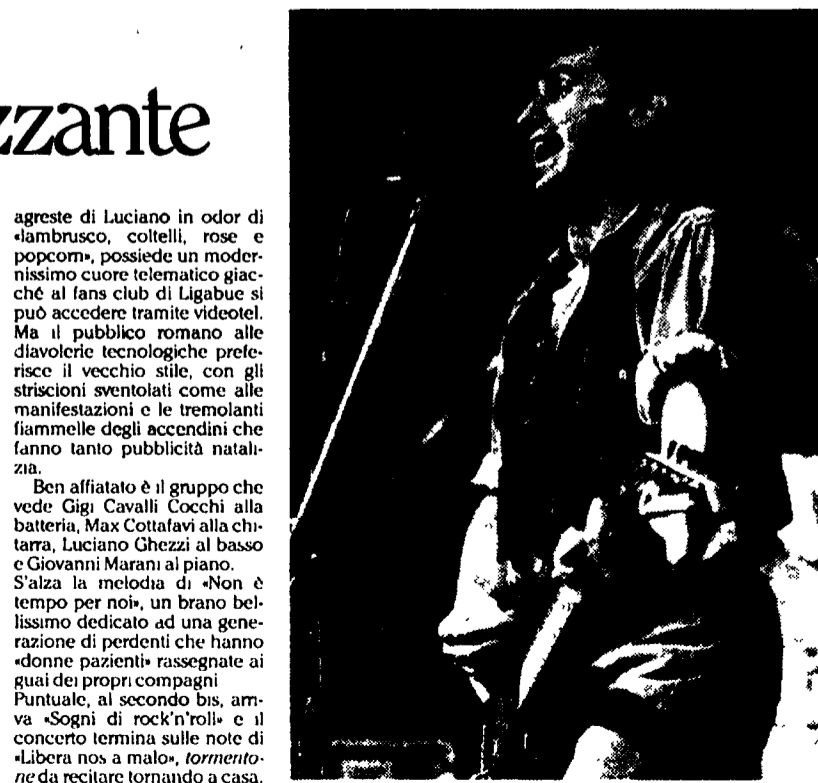 zzante
agreste di Luciano in odor di
«lambrusco, coltelli, rose e
popcorn», possiede un moder-
nissimo cuore telematico giac-
ché al fans club di Ligabue si
può accedere tramite videotel.
Ma il pubblico romano alle
diavolerie tecnologiche prefe-
risce il vecchio stile, con gli
striscioni sventolati come alle
manifestazioni e le tremolanti
fiammelle degli accendini che
fanno tanto pubblicità natali-
zia.
Ben affiatato è il gruppo che
vede Gigi Cavalli Cocchi alla
batteria, Max Cottafavi alla chi-
tarra, Luciano Ghezzi al basso
e Giovanni Marani al piano.
S'alza la melodia di «Non è
tempo per noi», un brano bel-
lissimo dedicato ad una gene-
razione di perdenti che hanno
«donne pazienti» rassegnate ai
guai dei propri compagni
Puntuale, al secondo bis, arri-
va «Sogni di rock'n'roll» e il
concerto termina sulle note di
«Libera nos a malo», tormento-
ne da recitare tornando a casa.